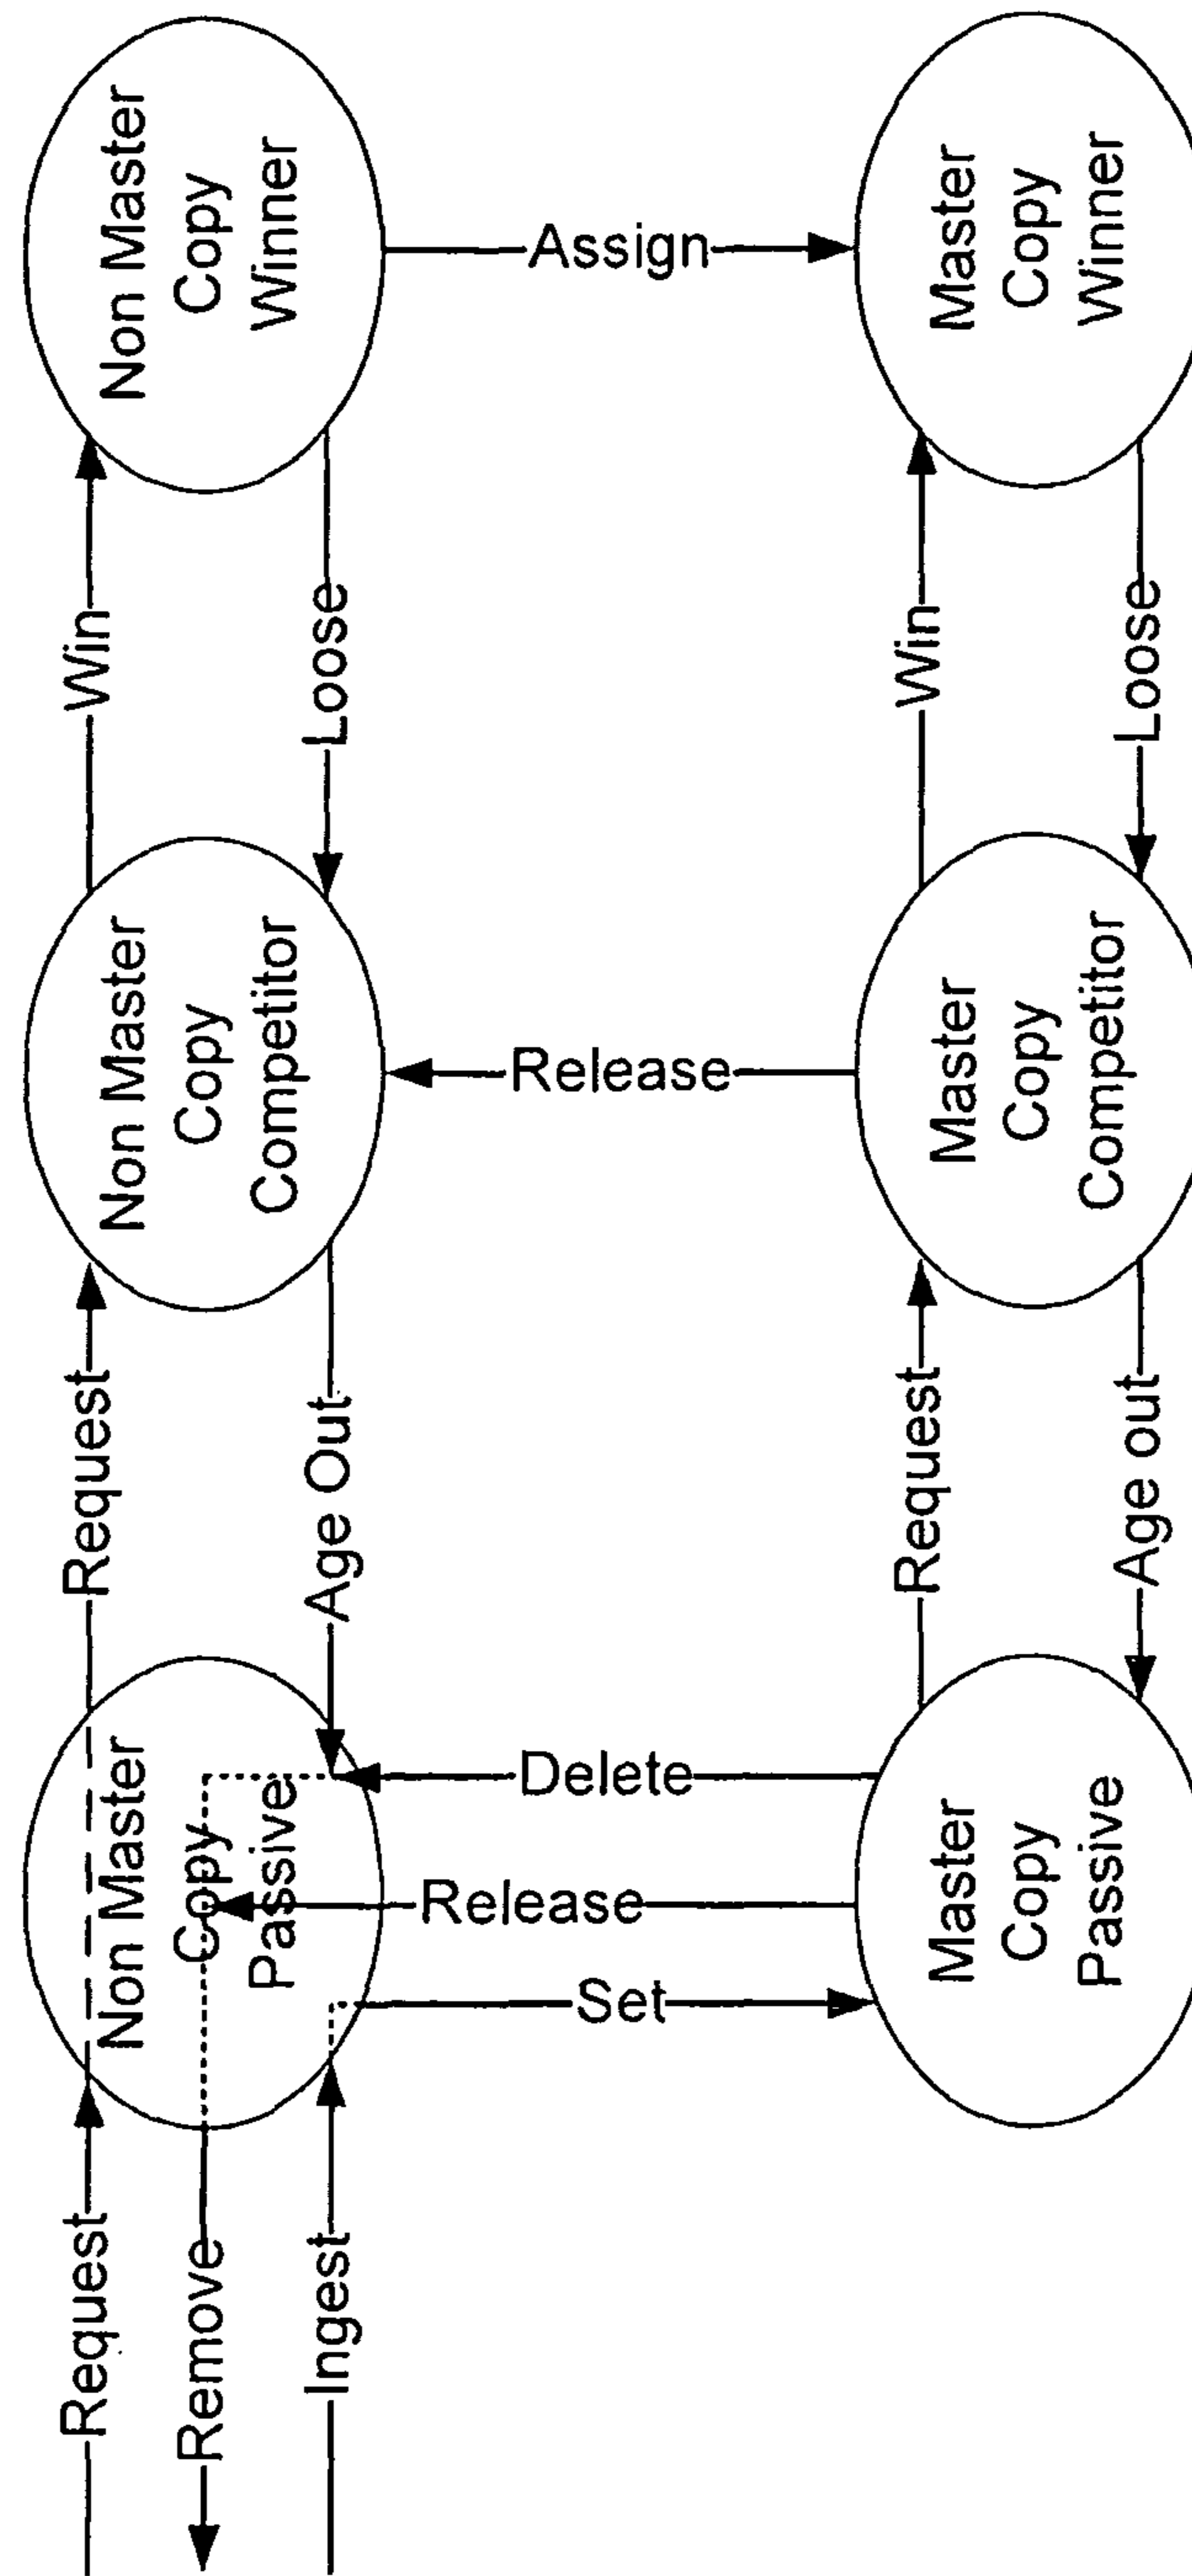 Non Master
Copy
Winner
Assign
Master
Copy
Winner
Win
Loose
Win
Loose
Non Master
Copy
Competitor
Release
Master
Copy
Competitor
Request
Age Out
Request
Age out
Non Master
Copy
Passive
Delete
Release
Set
Master
Copy
Passive
Request
Remove
Ingest